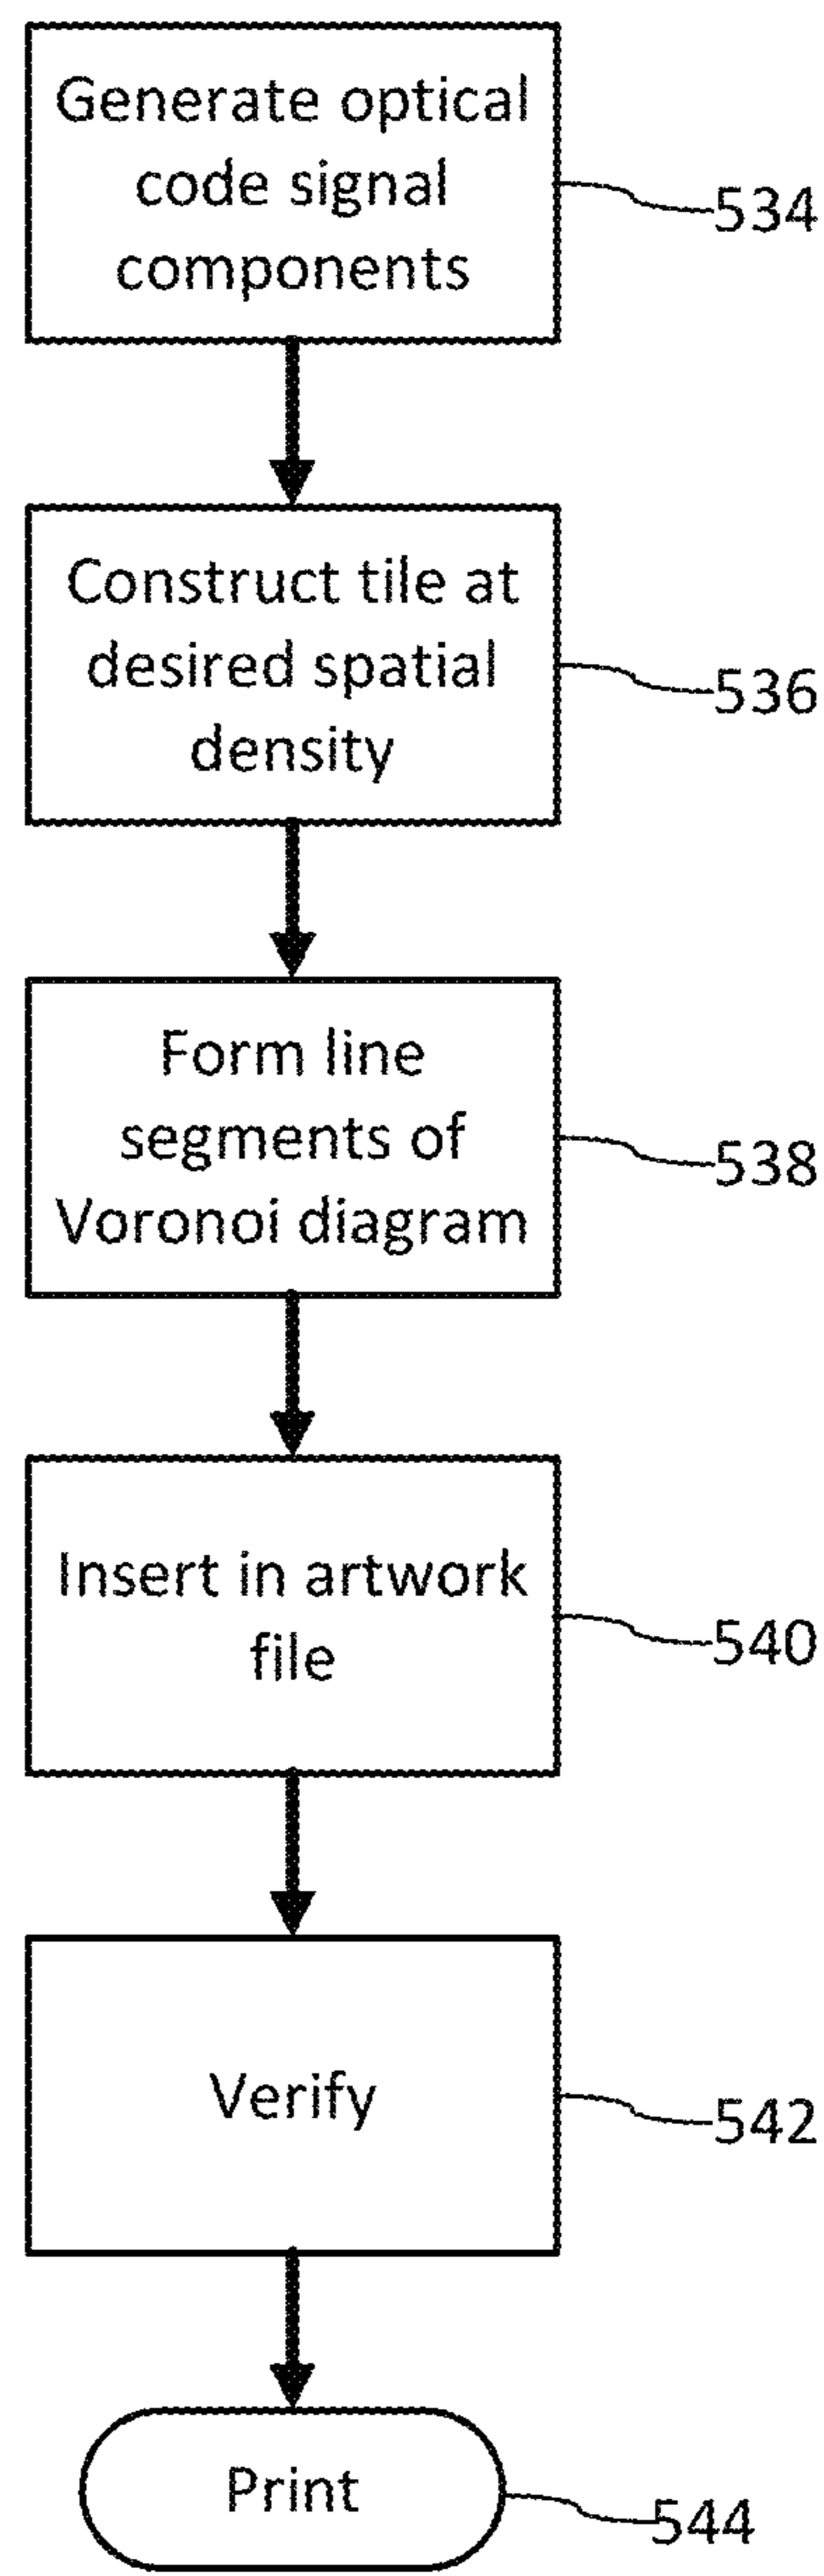 Generate optical
code signal
components
534
Construct tile at
desired spatial
density
536
Form line
segments of
Voronoi diagram
538
Insert in artwork
file
540
Verify
542
Print
544